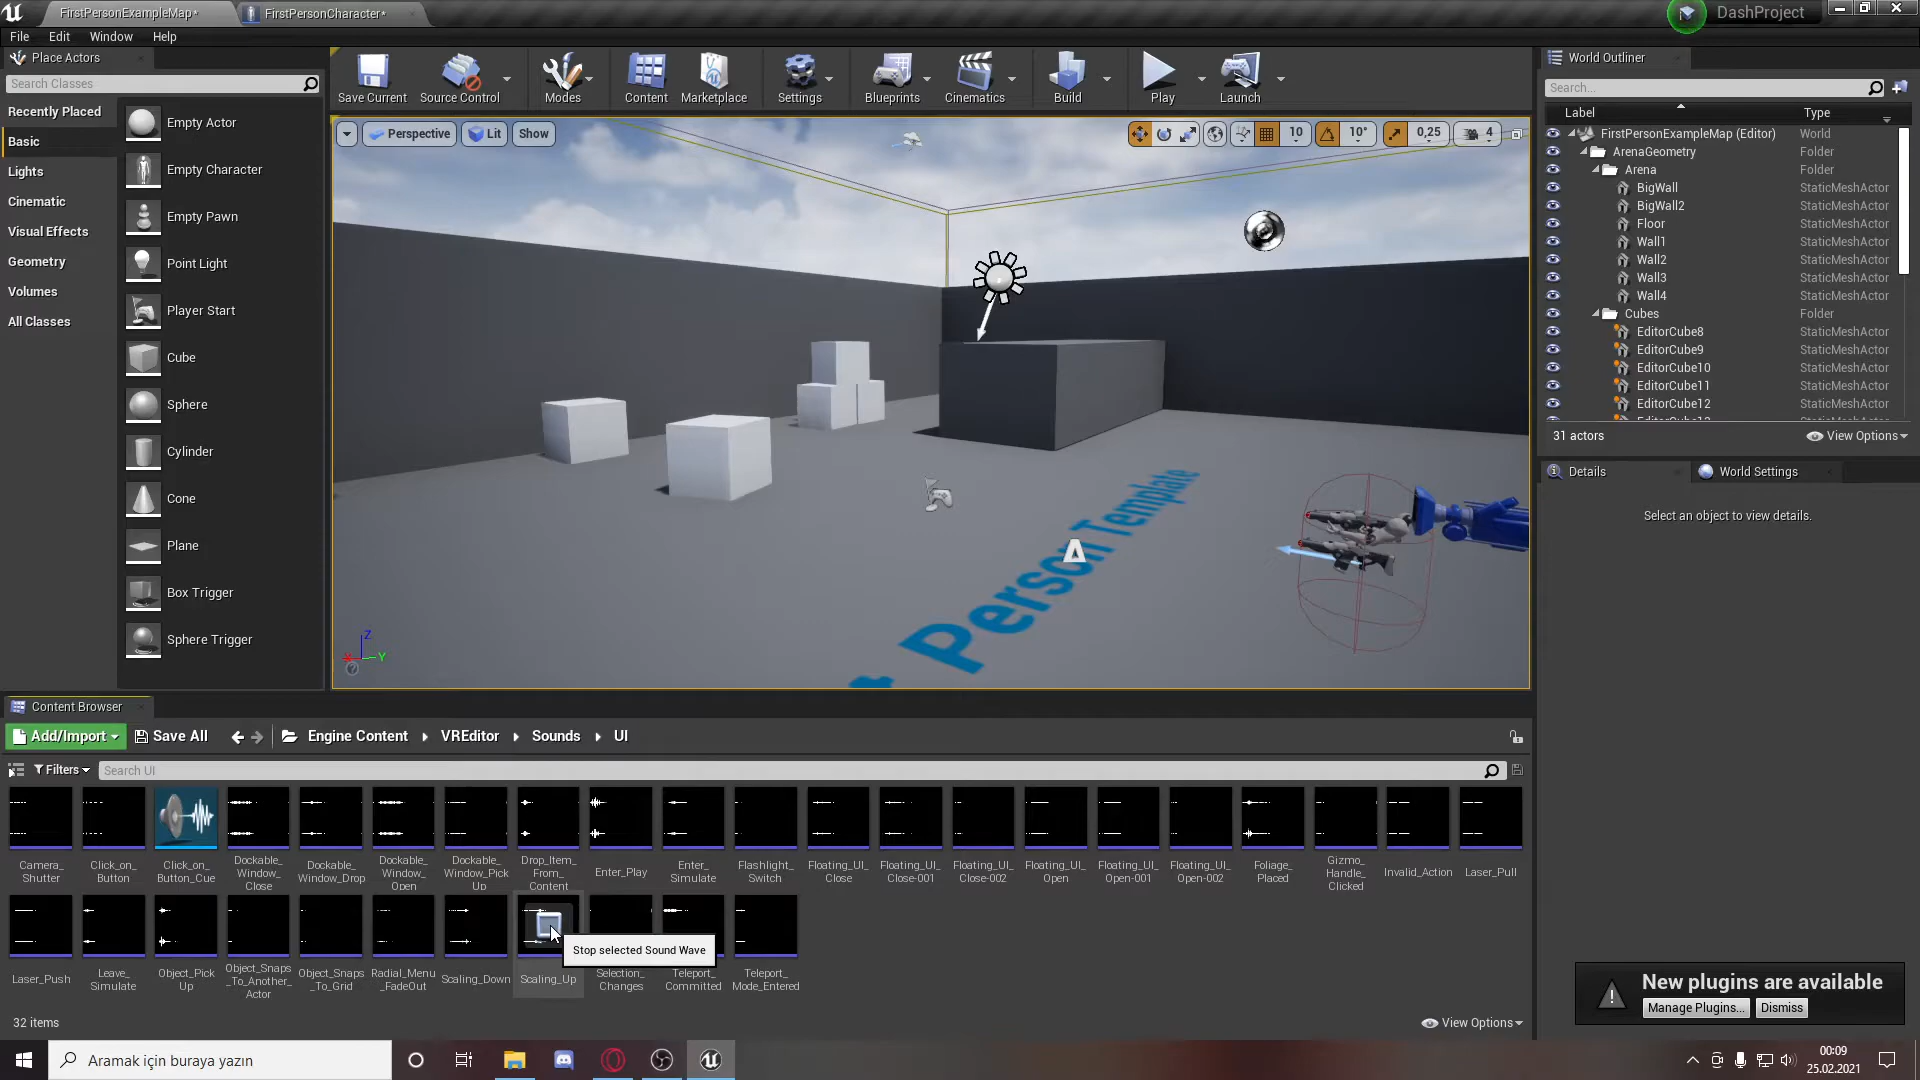 FirstPersonExampleMap*
FirstPersonCharacter*
DashProject
File Edit Window Help
Place Actors
Search Classes
Recently Placed
Basic
Lights
Cinematic
Visual Effects
Geometry
Volumes
All Classes
Empty Actor
Empty Character
Empty Pawn
Point Light
Player Start
Cube
Sphere
Cylinder
Cone
Plane
Box Trigger
Sphere Trigger
Save Current
Source Control
Modes
Content
Marketplace
Settings
Blueprints
Cinematics
Build
Play
Launch
Perspective Lit Show
10 10° 0,25 4
Person Template
Z
X Y
World Outliner
Search...
Label Type
FirstPersonExampleMap (Editor) World
ArenaGeometry Folder
Arena Folder
BigWall StaticMeshActor
BigWall2 StaticMeshActor
Floor StaticMeshActor
Wall1 StaticMeshActor
Wall2 StaticMeshActor
Wall3 StaticMeshActor
Wall4 StaticMeshActor
Cubes Folder
EditorCube8 StaticMeshActor
EditorCube9 StaticMeshActor
EditorCube10 StaticMeshActor
EditorCube11 StaticMeshActor
EditorCube12 StaticMeshActor
31 actors
View Options
Details World Settings
Select an object to view details.
Content Browser
Add/Import Save All Engine Content VREditor Sounds UI
Filters Search UI
Camera_
Shutter
Click_on_
Button
Click_on_
Button_Cue
Dockable_
Window_
Close
Dockable_
Window_Drop
Dockable_
Window_
Open
Dockable_
Window_Pick
Up
Drop_Item_
From_
Content
Enter_Play
Enter_
Simulate
Flashlight_
Switch
Floating_UI_
Close
Floating_UI_
Close-001
Floating_UI_
Close-002
Floating_UI_
Open
Floating_UI_
Open-001
Floating_UI_
Open-002
Foliage_
Placed
Gizmo_
Handle_
Clicked
Invalid_Action
Laser_Pull
Laser_Push
Leave_
Simulate
Object_Pick
Up
Object_Snaps
_To_Another_
Actor
Object_Snaps
_To_Grid
Radial_Menu
_FadeOut
Scaling_Down
Scaling_Up
Selection_
Changes
Teleport_
Committed
Teleport_
Mode_Entered
Stop selected Sound Wave
32 items
View Options
New plugins are available
Manage Plugins... Dismiss
Aramak için buraya yazın
00:09
25.02.2021